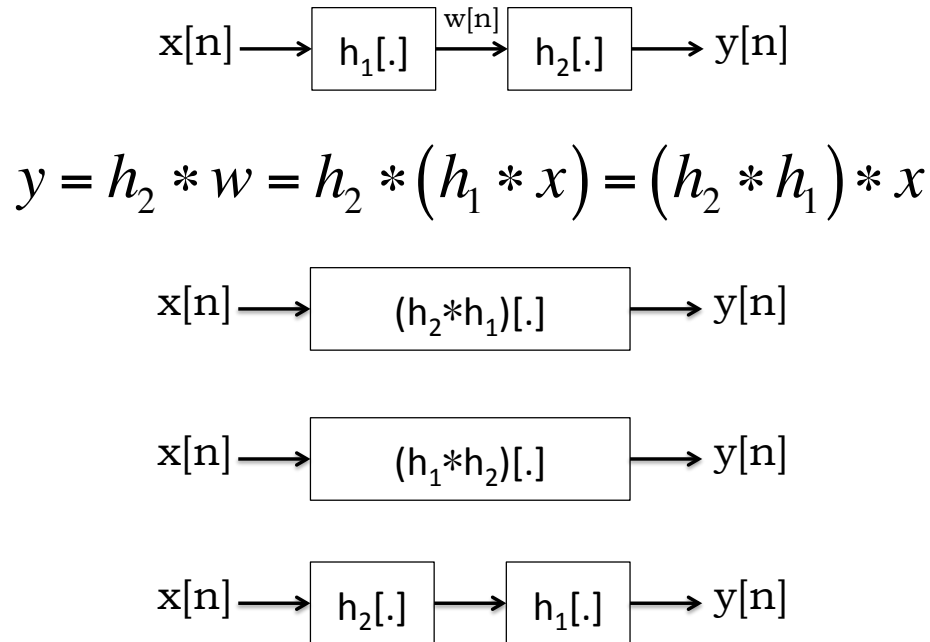 w[n]
x[n] h₁[.] h₂[.] y[n]
y = h₂ * w = h₂ * (h₁ * x) = (h₂ * h₁) * x
x[n] (h₂*h₁)[.] y[n]
x[n] (h₁*h₂)[.] y[n]
x[n] h₂[.] h₁[.] y[n]